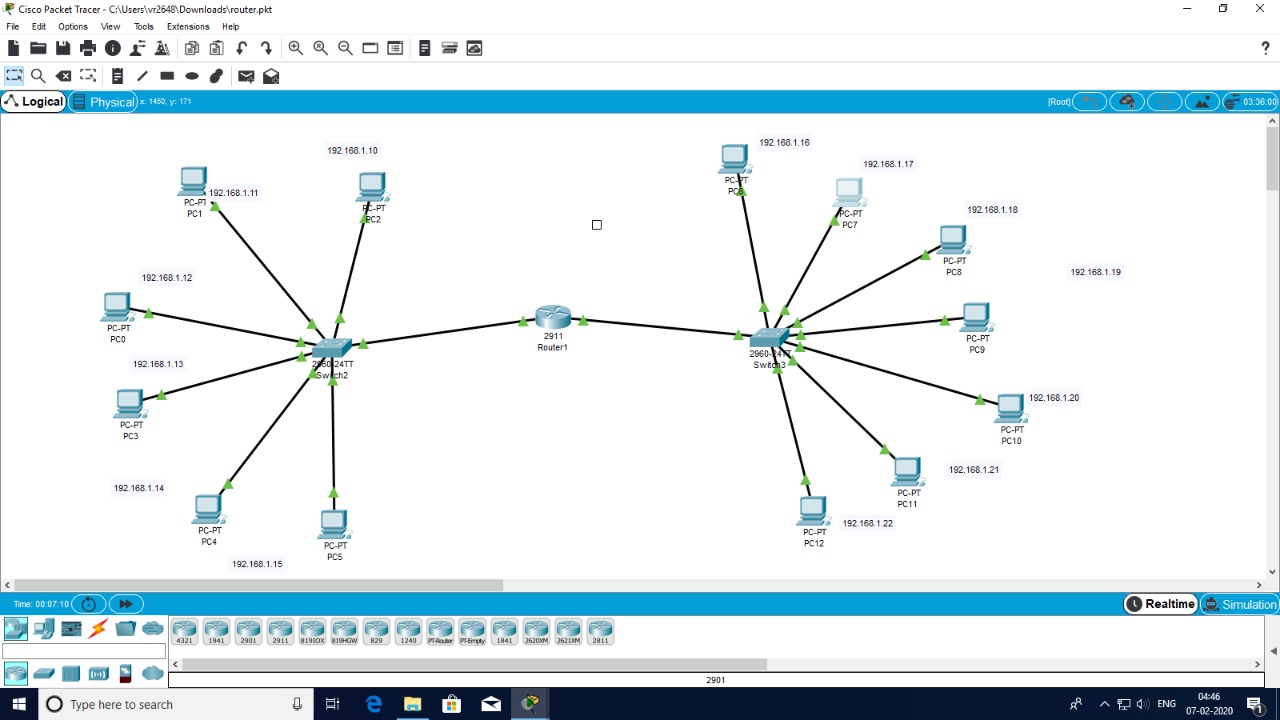 Cisco Packet Tracer - C:\Users\vr2648\Downloads\router.pkt
File Edit Options View Tools Extensions Help
?
Logical Physical x: 1450, y: 171 [Root] 03:36:00
192.168.1.16
192.168.1.10
192.168.1.17
PC-PT
PC6
192.168.1.11
PC-PT
PC1
PC-PT
PC2
PC-PT
PC7
192.168.1.18
PC-PT
PC8
192.168.1.12
192.168.1.19
PC-PT
PC0
2911
Router1
PC-PT
PC9
192.168.1.13
2960-24TT
Switch2
2960-24TT
Switch3
192.168.1.20
PC-PT
PC3
PC-PT
PC10
192.168.1.21
192.168.1.14
PC-PT
PC11
PC-PT
PC4
192.168.1.22
PC-PT
PC5
PC-PT
PC12
192.168.1.15
Time: 00:07:10 Realtime Simulation
4321 1941 2901 2911 819IOX 819HGW 829 1240 PT-Router PT-Empty 1841 2620XM 2621XM 2811
2901
Type here to search
ENG
04:46
07-02-2020
1